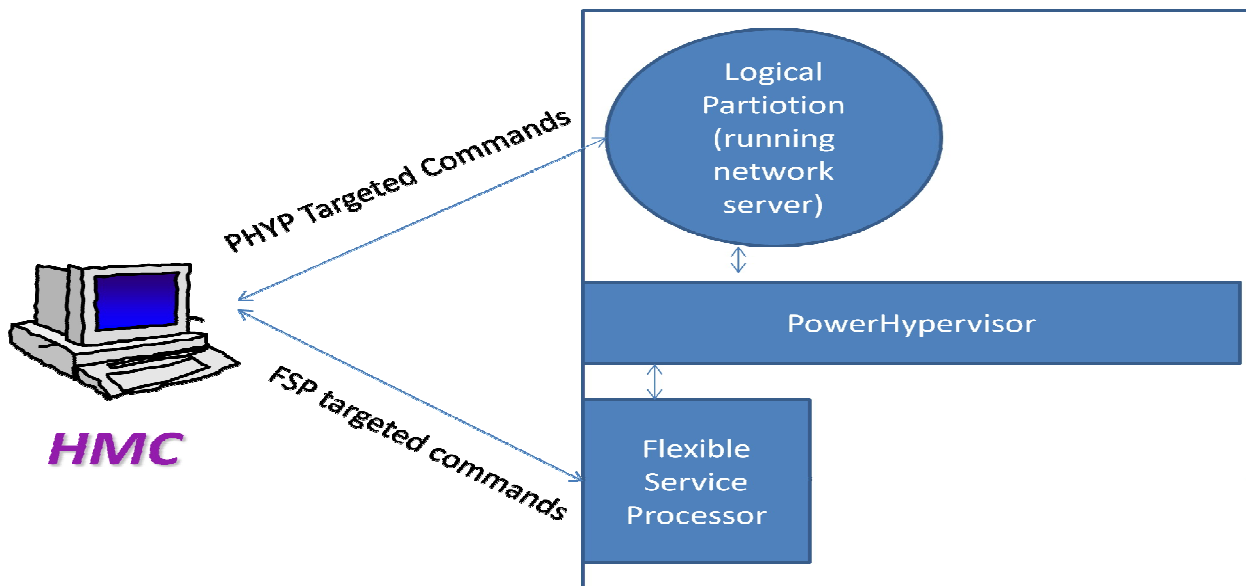 Logical
Partiotion
(running
network
server)
PHYP Targeted Commands
PowerHypervisor
HMC
FSP targeted commands
Flexible
Service
Processor